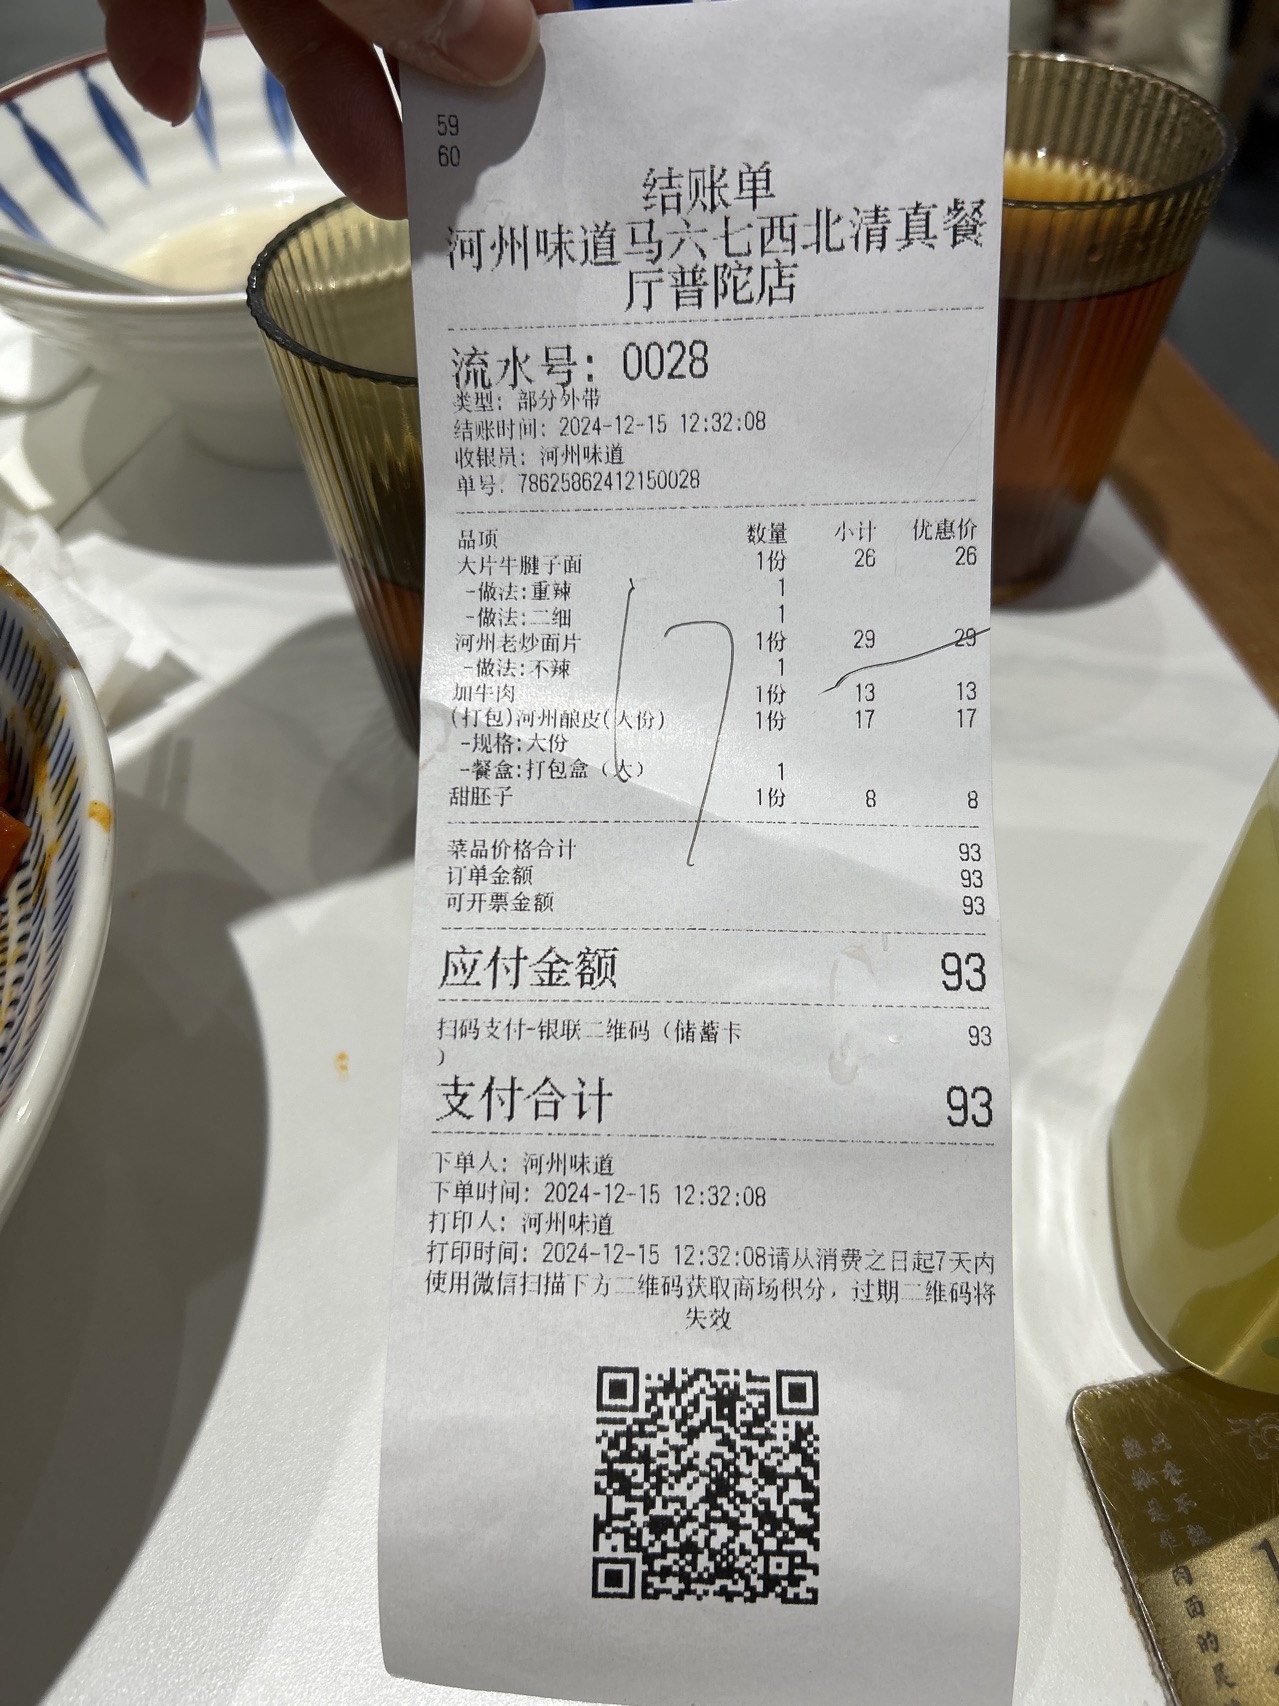 59
60
结账单
河州味道马六七西北清真餐
厅普陀店
流水号: 0028
类型: 部分外带
结账时间: 2024-12-15 12:32:08
收银员: 河州味道
单号: 78625862412150028
品项 数量 小计 优惠价
大片牛腱子面 1份 26 26
-做法:重辣 1
-做法:二细 1
河州老炒面片 1份 29 29
-做法:不辣 1
加牛肉 1份 13 13
(打包)河州酿皮(大份) 1份 17 17
-规格:大份
-餐盒:打包盒（大） 1
甜胚子 1份 8 8
17
菜品价格合计 93
订单金额 93
可开票金额 93
应付金额 93
扫码支付-银联二维码（储蓄卡 93
）
支付合计 93
下单人: 河州味道
下单时间: 2024-12-15 12:32:08
打印人: 河州味道
打印时间: 2024-12-15 12:32:08请从消费之日起7天内
使用微信扫描下方二维码获取商场积分，过期二维码将
失效
肉面的